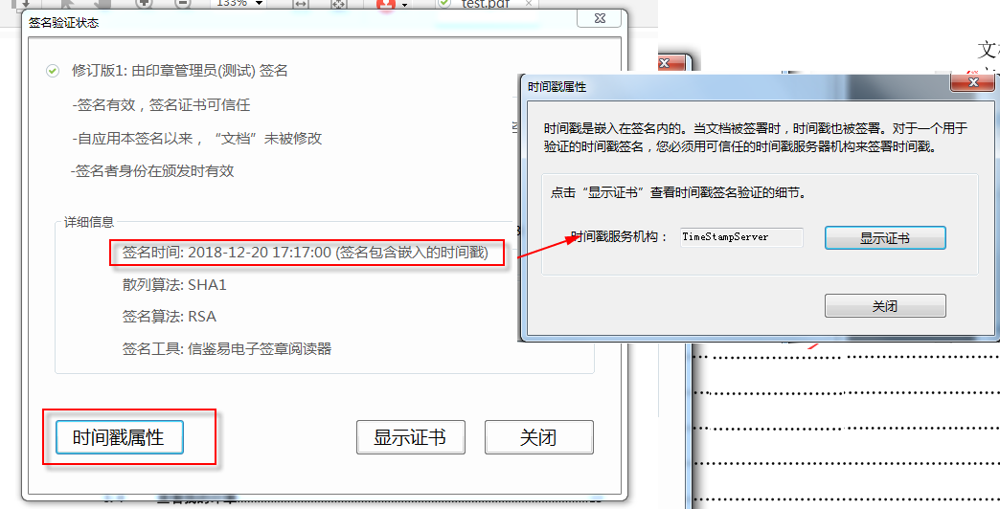 133%
test.pdf
签名验证状态
修订版1: 由印章管理员(测试) 签名
-签名有效，签名证书可信任
-自应用本签名以来，“文档”未被修改
-签名者身份在颁发时有效
详细信息
签名时间: 2018-12-20 17:17:00 (签名包含嵌入的时间戳)
散列算法: SHA1
签名算法: RSA
签名工具: 信鉴易电子签章阅读器
时间戳属性
显示证书
关闭
时间戳属性
时间戳是嵌入在签名内的。当文档被签署时，时间戳也被签署。对于一个用于
验证的时间戳签名，您必须用可信任的时间戳服务器机构来签署时间戳。
点击“显示证书”查看时间戳签名验证的细节。
时间戳服务机构：
TimeStampServer
显示证书
关闭